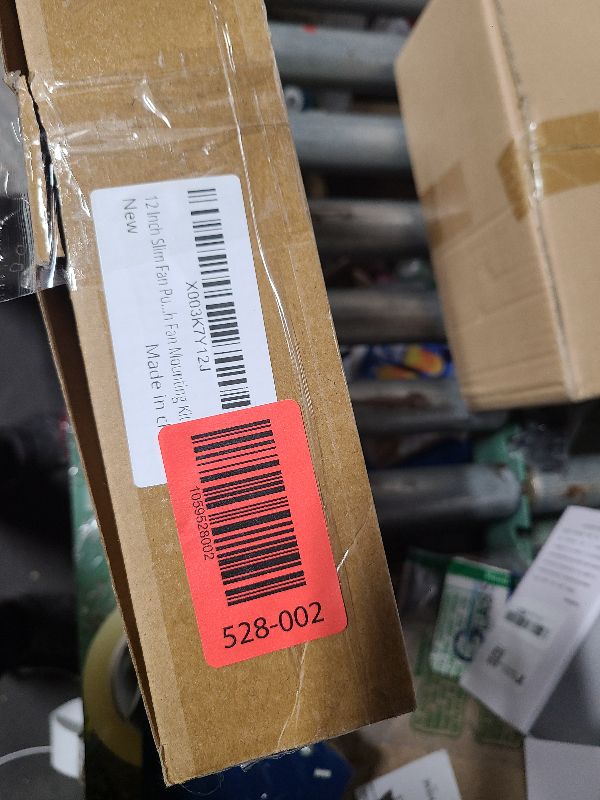 X003K7Y12J
12 Inch Slim Fan Pu...h Fan Mounting Kit
New
Made in
1059528002
528-002